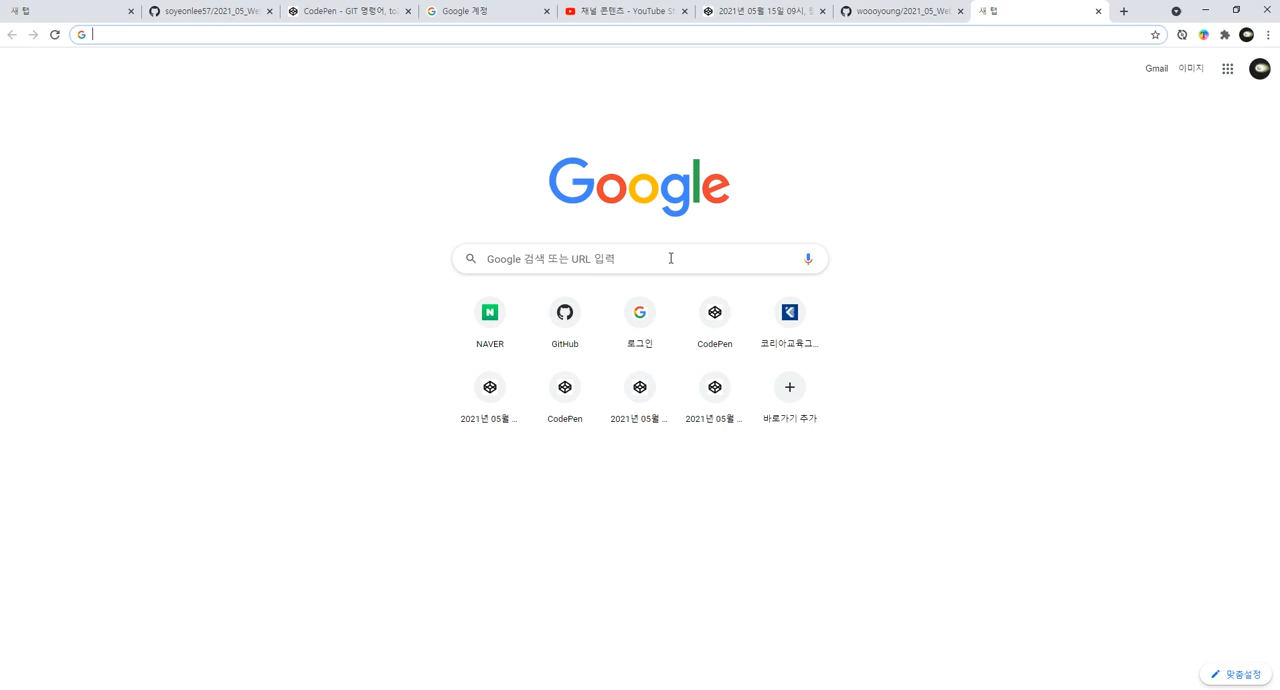 새 탭
soyeonlee57/2021_05_We
CodePen - GIT 명령어, to
Google 계정
채널 콘텐츠 - YouTube St
2021년 05월 15일 09시,
woooyoung/2021_05_Wel
새 탭
Gmail 이미지
Google
Google 검색 또는 URL 입력
NAVER GitHub 로그인 CodePen 코리아교육그...
2021년 05월 ... CodePen 2021년 05월 ... 2021년 05월 ... 바로가기 추가
맞춤설정